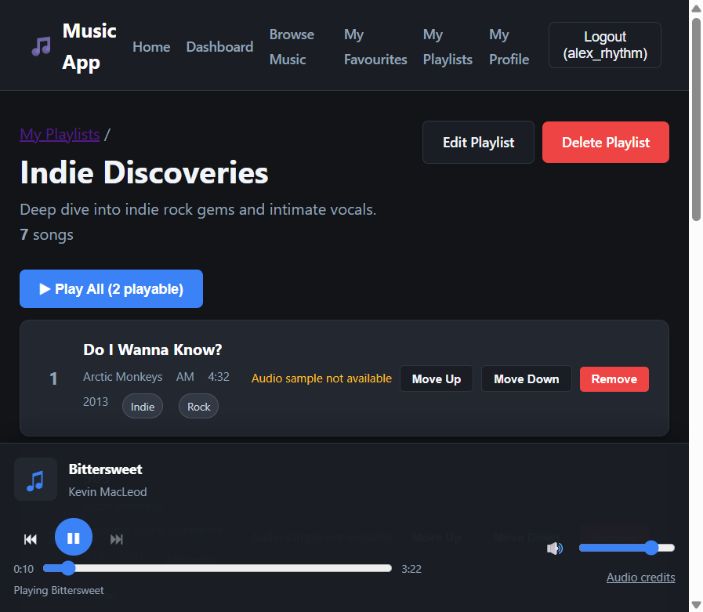 Music App
Home
Dashboard
Browse Music
My Favourites
My Playlists
My Profile
Logout (alex_rhythm)
My Playlists /
Edit Playlist
Delete Playlist
Indie Discoveries
Deep dive into indie rock gems and intimate vocals.
7 songs
▶ Play All (2 playable)
Do I Wanna Know?
1
Arctic Monkeys AM 4:32
2013 Indie Rock
Audio sample not available
Move Up
Move Down
Remove
Bittersweet
Kevin MacLeod
0:10
3:22
Playing Bittersweet
Audio credits